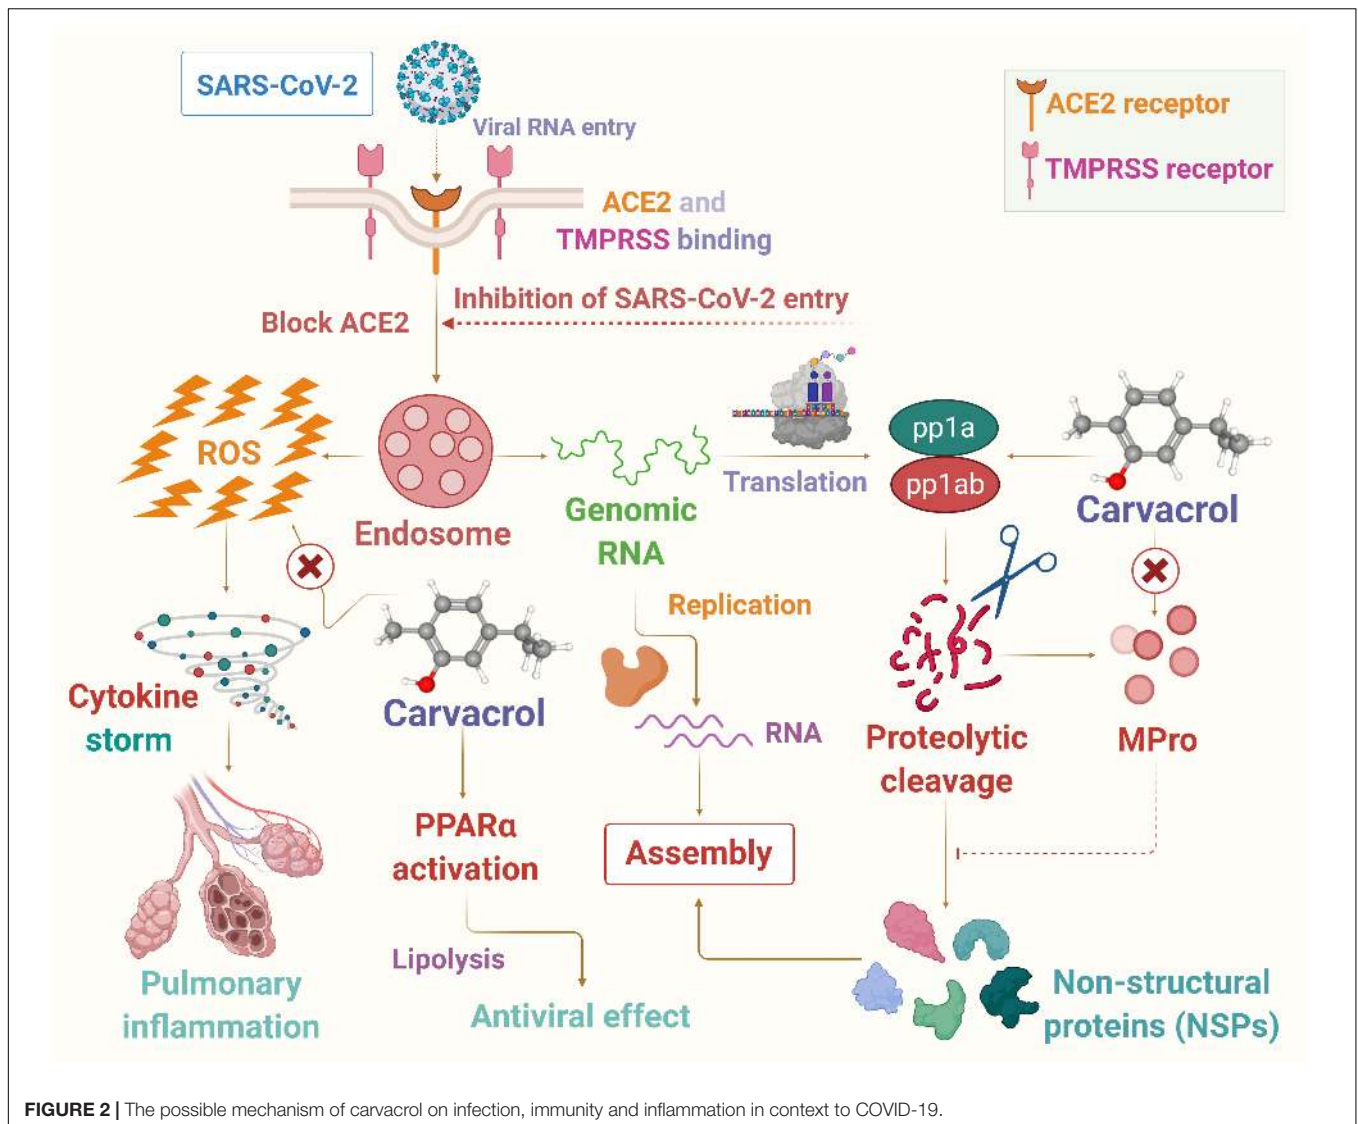 SARS-CoV-2
Viral RNA entry
ACE2 receptor
TMPRSS receptor
ACE2 and
TMPRSS binding
Inhibition of SARS-CoV-2 entry
Block ACE2
ROS
Endosome
Genomic
RNA
Translation
pp1a
pp1ab
Carvacrol
Replication
Cytokine
storm
Carvacrol
RNA
Proteolytic
cleavage
MPro
PPARα
activation
Assembly
Lipolysis
Antiviral effect
Pulmonary
inflammation
Non-structural
proteins (NSPs)
FIGURE 2 | The possible mechanism of carvacrol on infection, immunity and inflammation in context to COVID-19.